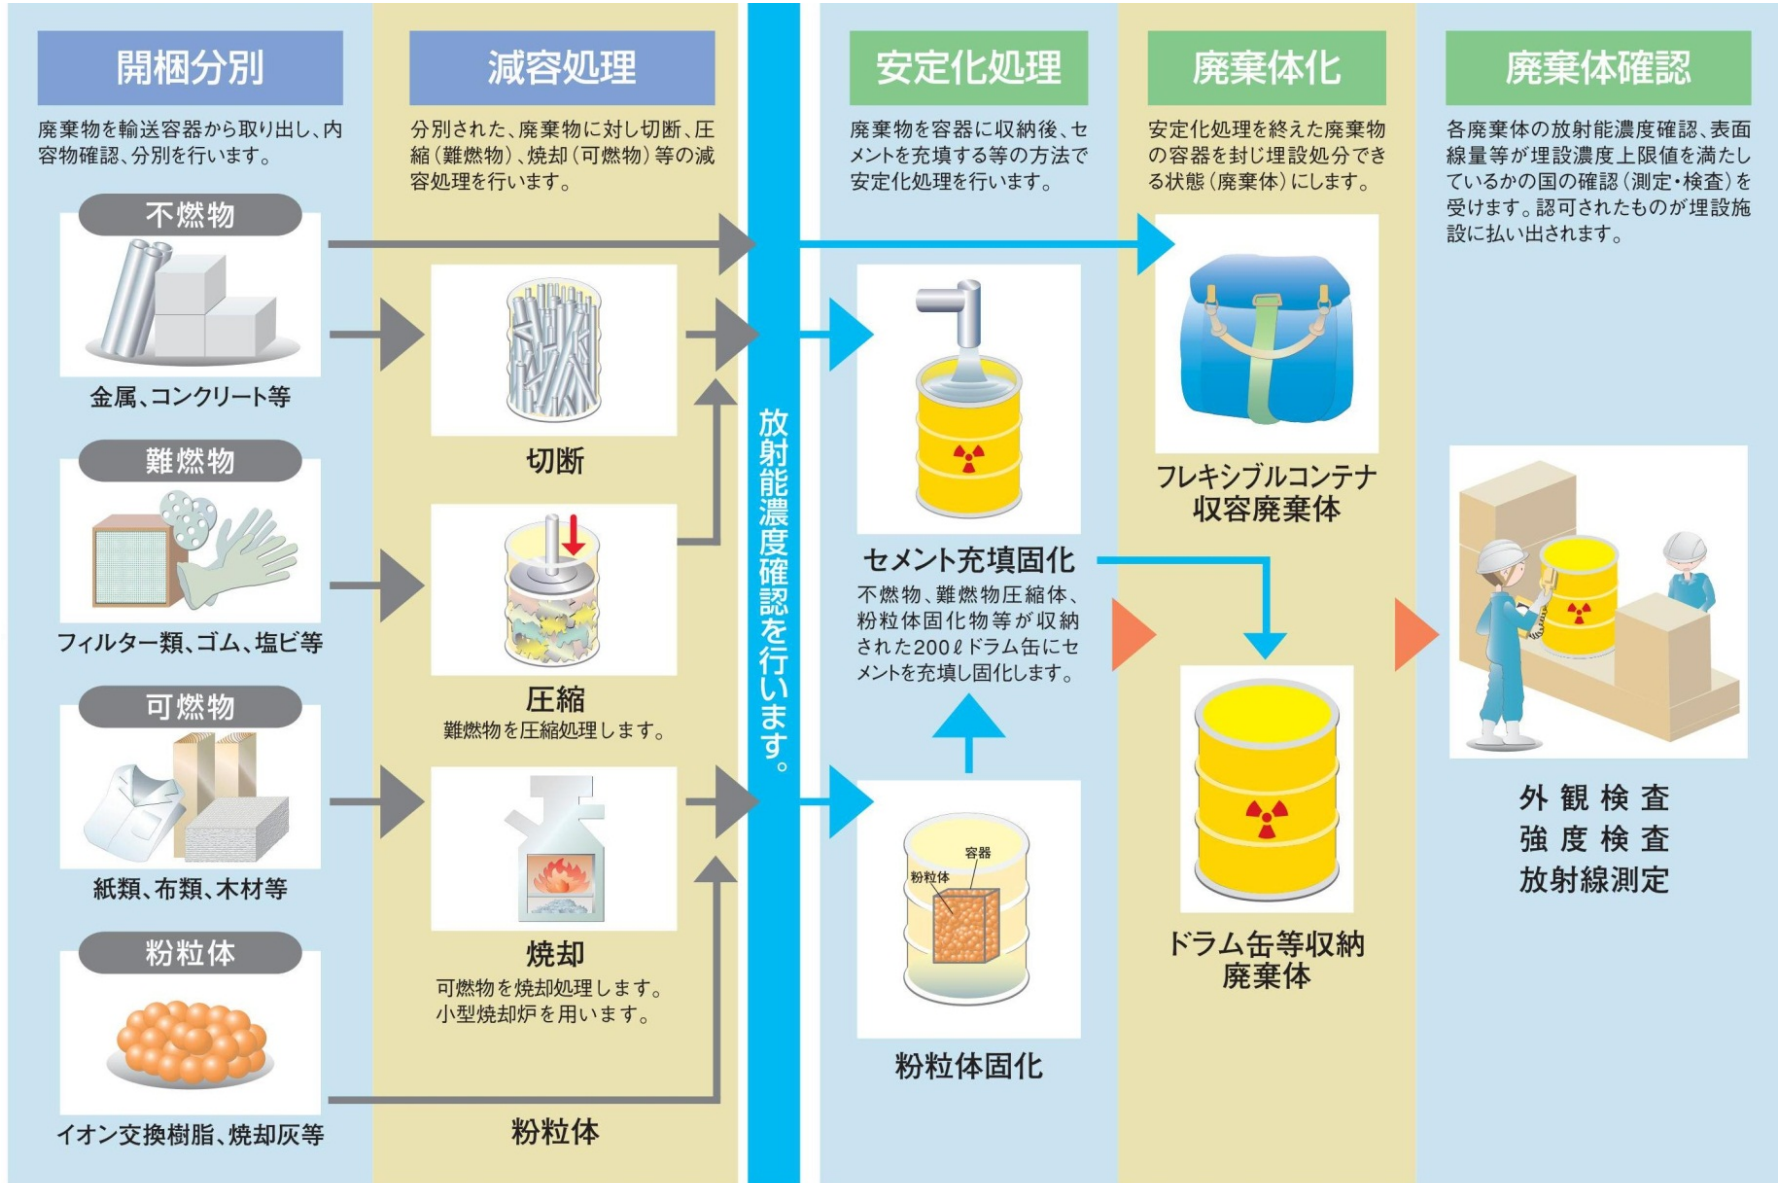 開梱分別
廃棄物を輸送容器から取り出し、内
容物確認、分別を行います。
不燃物
金属、コンクリート等
難燃物
フィルター類、ゴム、塩ビ等
可燃物
紙類、布類、木材等
粉粒体
イオン交換樹脂、焼却灰等
減容処理
分別された、廃棄物に対し切断、圧
縮(難燃物)、焼却(可燃物)等の減
容処理を行います。
切断
圧縮
難燃物を圧縮処理します。
焼却
可燃物を焼却処理します。
小型焼却炉を用います。
粉粒体
放射能濃度確認を行います。
安定化処理
廃棄物を容器に収納後、セ
メントを充填する等の方法で
安定化処理を行います。
セメント充填固化
不燃物、難燃物圧縮体、
粉粒体固化物等が収納
された200ℓドラム缶にセ
メントを充填し固化します。
容器
粉粒体
粉粒体固化
廃棄体化
安定化処理を終えた廃棄物
の容器を封じ埋設処分でき
る状態(廃棄体)にします。
フレキシブルコンテナ
収容廃棄体
ドラム缶等収納
廃棄体
廃棄体確認
各廃棄体の放射能濃度確認、表面
線量等が埋設濃度上限値を満たし
ているかの国の確認(測定・検査)を
受けます。認可されたものが埋設施
設に払い出されます。
外観検査
強度検査
放射線測定